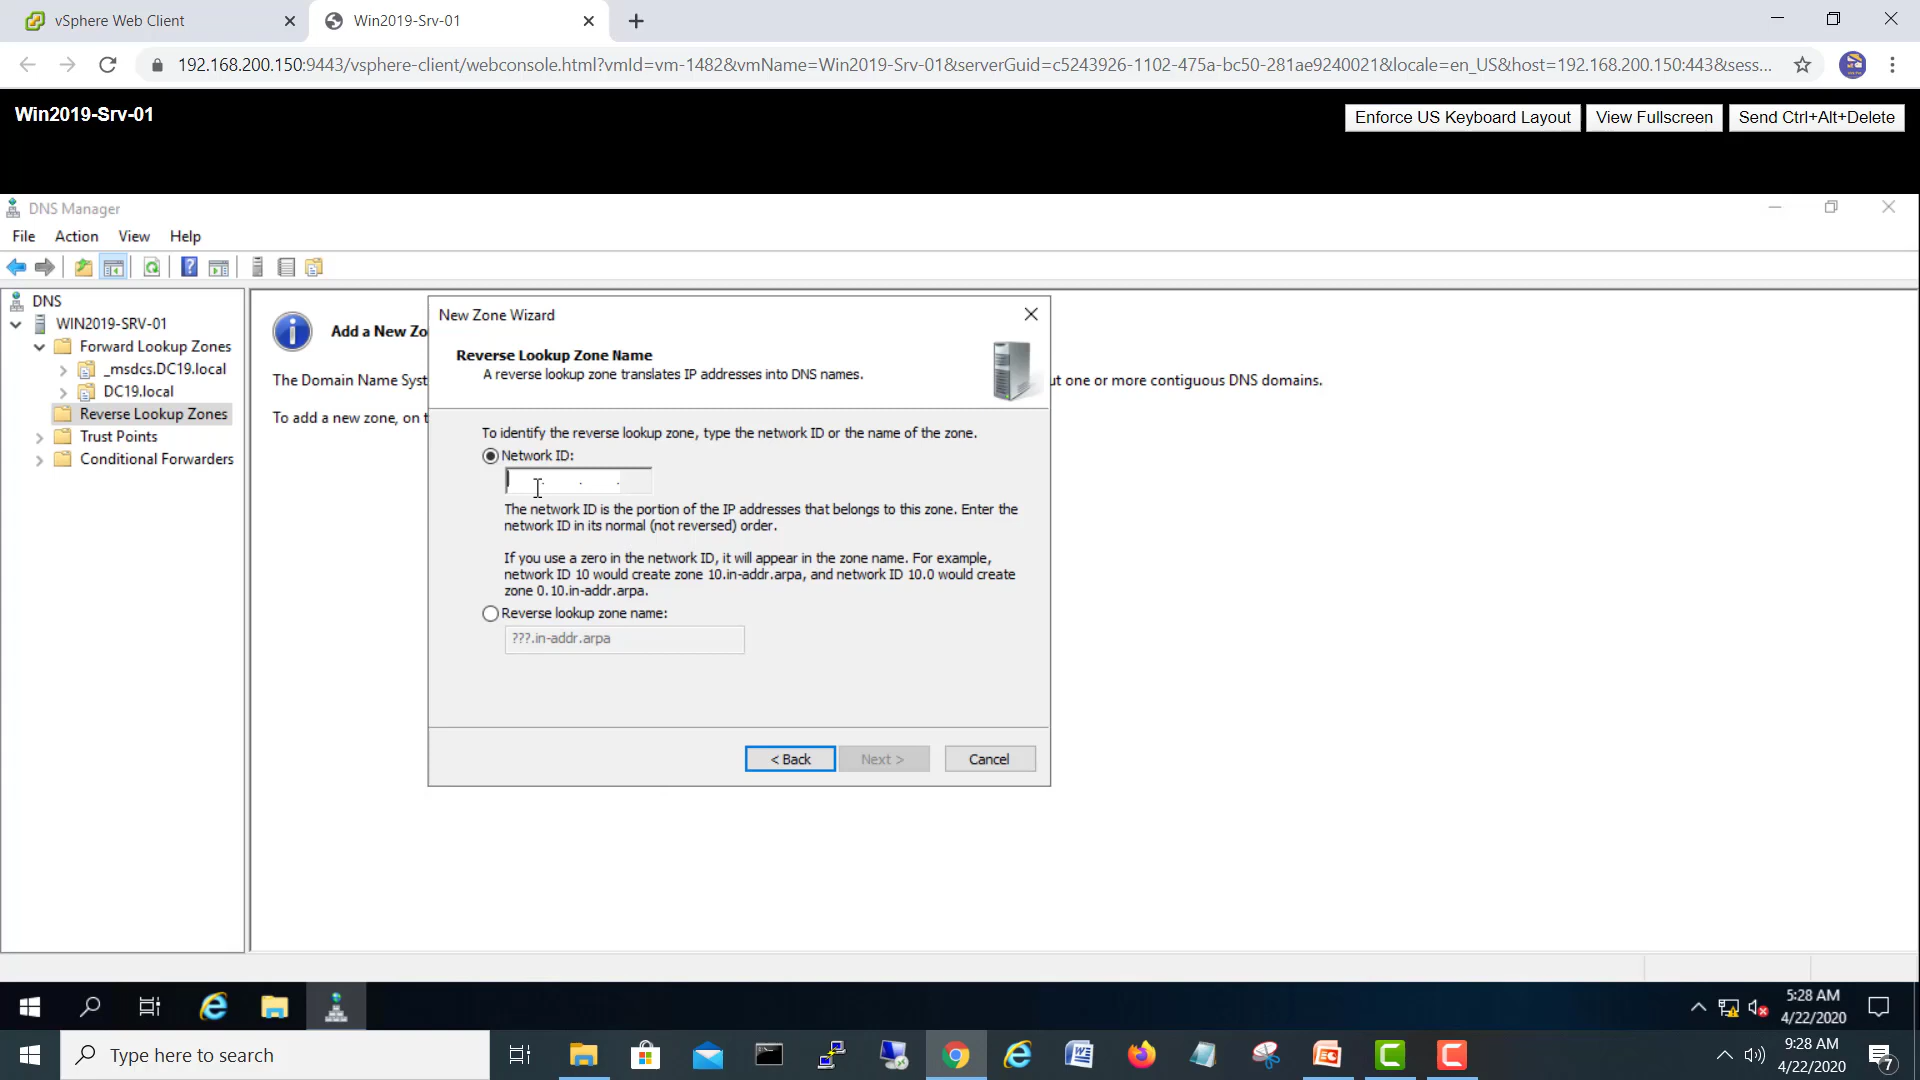 vSphere Web Client
Win2019-Srv-01
192.168.200.150:9443/vsphere-client/webconsole.html?vmId=vm-1482&vmName=Win2019-Srv-01&serverGuid=c5243926-1102-475a-bc50-281ae9240021&locale=en_US&host=192.168.200.150:443&sess...
Win2019-Srv-01
Enforce US Keyboard Layout
View Fullscreen
Send Ctrl+Alt+Delete
DNS Manager
File Action View Help
DNS
WIN2019-SRV-01
Forward Lookup Zones
_msdcs.DC19.local
DC19.local
Reverse Lookup Zones
Trust Points
Conditional Forwarders
Add a New Zo
The Domain Name Syst
ut one or more contiguous DNS domains.
To add a new zone, on t
New Zone Wizard
Reverse Lookup Zone Name
A reverse lookup zone translates IP addresses into DNS names.
To identify the reverse lookup zone, type the network ID or the name of the zone.
Network ID:
. . .
The network ID is the portion of the IP addresses that belongs to this zone. Enter the
network ID in its normal (not reversed) order.
If you use a zero in the network ID, it will appear in the zone name. For example,
network ID 10 would create zone 10.in-addr.arpa, and network ID 10.0 would create
zone 0.10.in-addr.arpa.
Reverse lookup zone name:
???.in-addr.arpa
< Back
Next >
Cancel
5:28 AM
4/22/2020
Type here to search
9:28 AM
4/22/2020
7